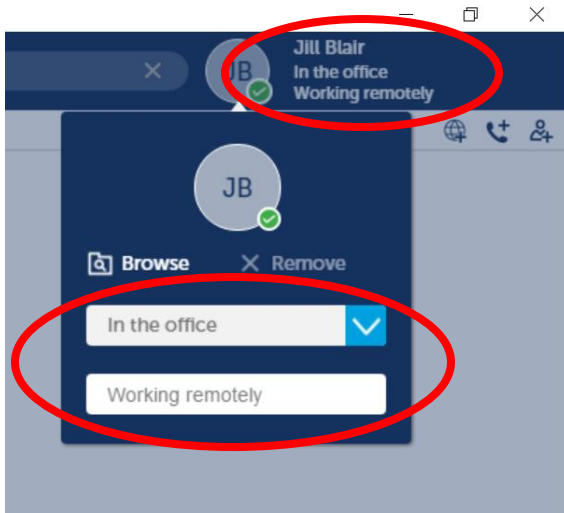 JB
Jill Blair
In the office
Working remotely
JB
Browse
Remove
In the office
Working remotely